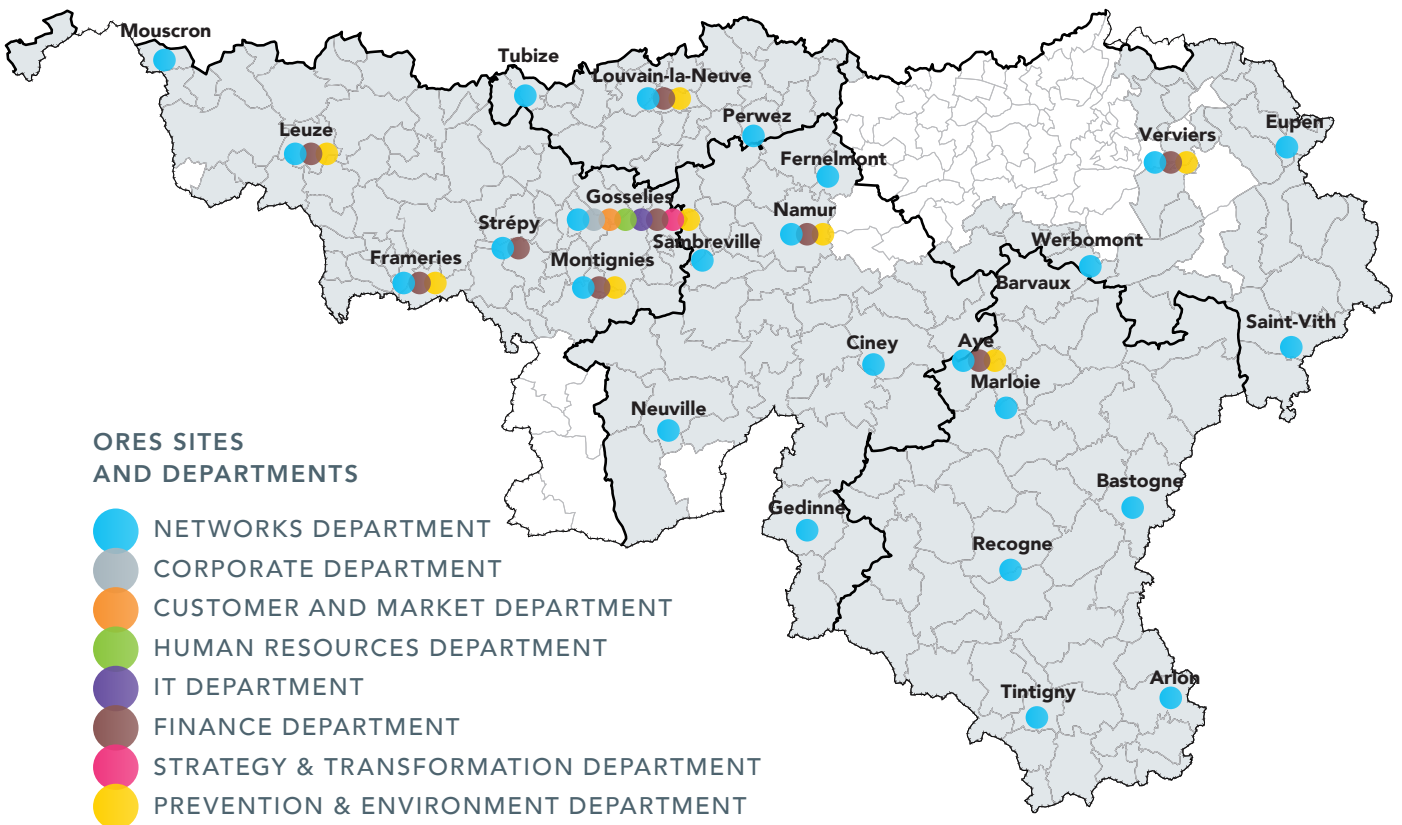 Mouscron
Tubize
Louvain-la-Neuve
Perwez
Leuze
Verviers
Eupen
Fernelmont
Gosselies
Namur
Strépy
Sambreville
Werbomont
Frameries
Montignies
Barvaux
Saint-Vith
Ciney
Aye
Marloie
Neuville
Bastogne
Gedinne
Recogne
Tintigny
Arlon
ORES SITES
AND DEPARTMENTS
NETWORKS DEPARTMENT
CORPORATE DEPARTMENT
CUSTOMER AND MARKET DEPARTMENT
HUMAN RESOURCES DEPARTMENT
IT DEPARTMENT
FINANCE DEPARTMENT
STRATEGY & TRANSFORMATION DEPARTMENT
PREVENTION & ENVIRONMENT DEPARTMENT